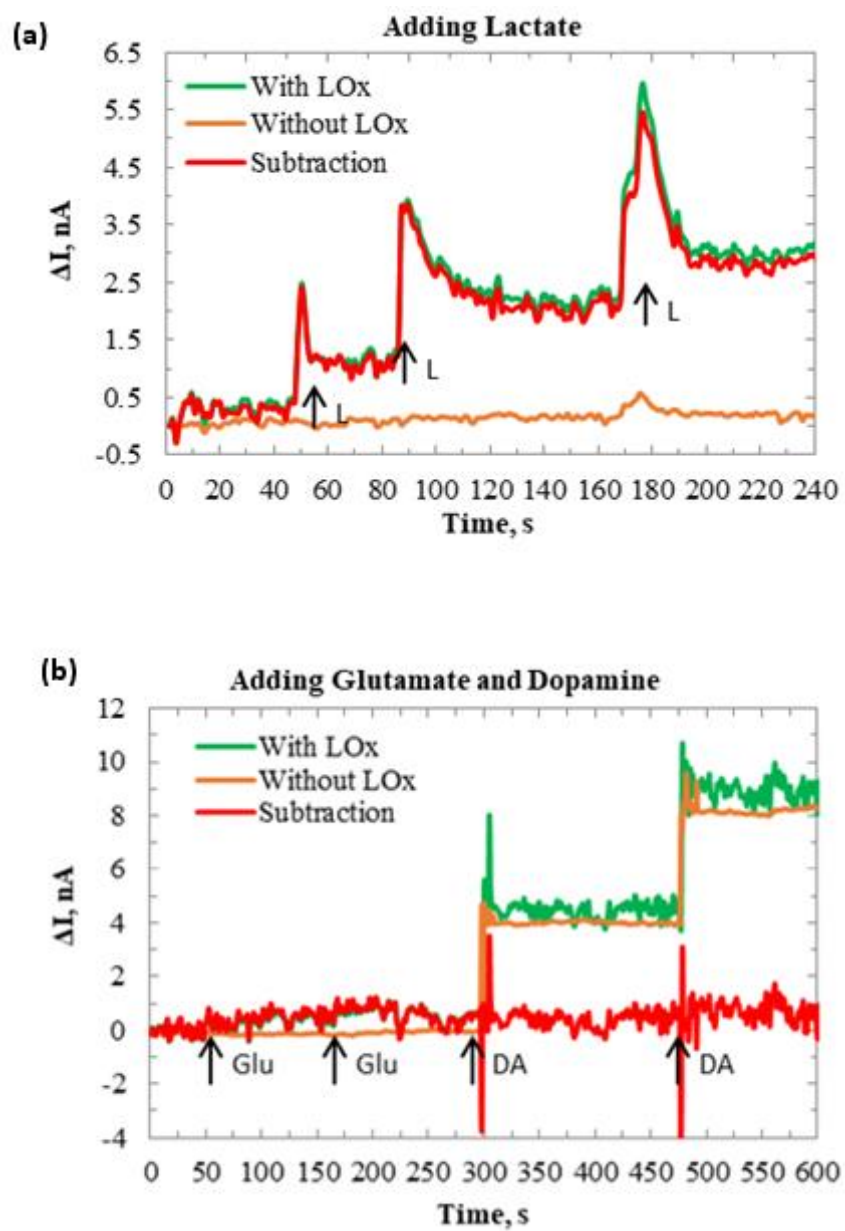 (a)
Adding Lactate
6.5
5.5
4.5
3.5
2.5
1.5
0.5
-0.5
ΔI, nA
With LOx
Without LOx
Subtraction
L
L
L
0 20 40 60 80 100 120 140 160 180 200 220 240
Time, s
(b)
Adding Glutamate and Dopamine
12
10
8
6
4
2
0
-2
-4
ΔI, nA
With LOx
Without LOx
Subtraction
Glu Glu DA DA
0 50 100 150 200 250 300 350 400 450 500 550 600
Time, s